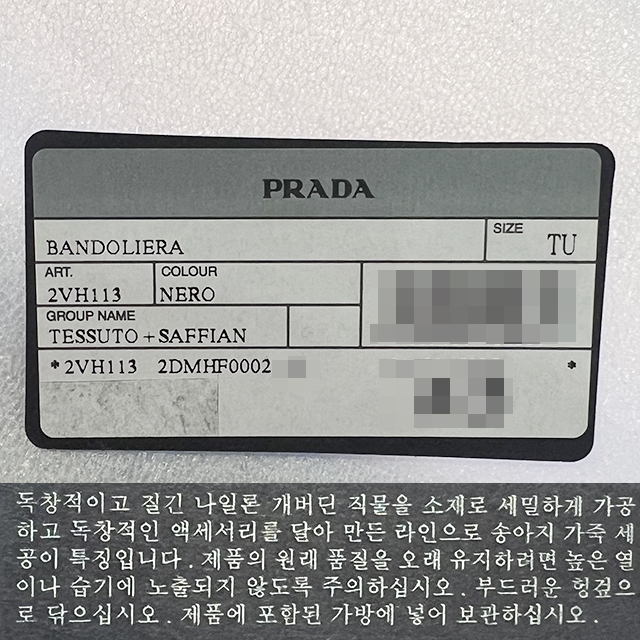 PRADA
BANDOLIERA
SIZE
TU
ART.
2VH113
COLOUR
NERO
GROUP NAME
TESSUTO + SAFFIAN
* 2VH113 2DMHF0002 *
독창적이고 질긴 나일론 개버딘 직물을 소재로 세밀하게 가공
하고 독창적인 액세서리를 달아 만든 라인으로 송아지 가죽 세
공이 특징입니다. 제품의 원래 품질을 오래 유지하려면 높은 열
이나 습기에 노출되지 않도록 주의하십시오. 부드러운 헝겊으
로 닦으십시오. 제품에 포함된 가방에 넣어 보관하십시오.